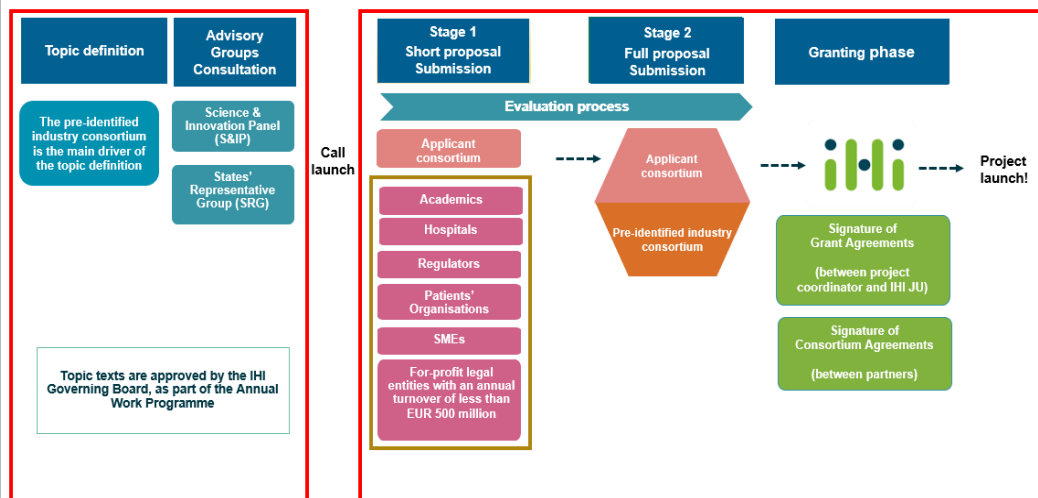 Topic definition
Advisory
Groups
Consultation
The pre-identified
industry consortium
is the main driver
of the topic definition
Science &
Innovation Panel
(S&IP)
States'
Representative
Group (SRG)
Topic texts are approved by the IHI
Governing Board, as part of the Annual
Work Programme
Call
launch
Stage 1
Short proposal
Submission
Stage 2
Full proposal
Submission
Granting phase
Evaluation process
Applicant
consortium
Academics
Hospitals
Regulators
Patients'
Organisations
SMEs
For-profit legal
entities with an annual
turnover of less than
EUR 500 million
Applicant
consortium
Pre-identified industry
consortium
ihi
Signature of
Grant Agreements
(between project
coordinator and IHI JU)
Signature of
Consortium Agreements
(between partners)
Project
launch!